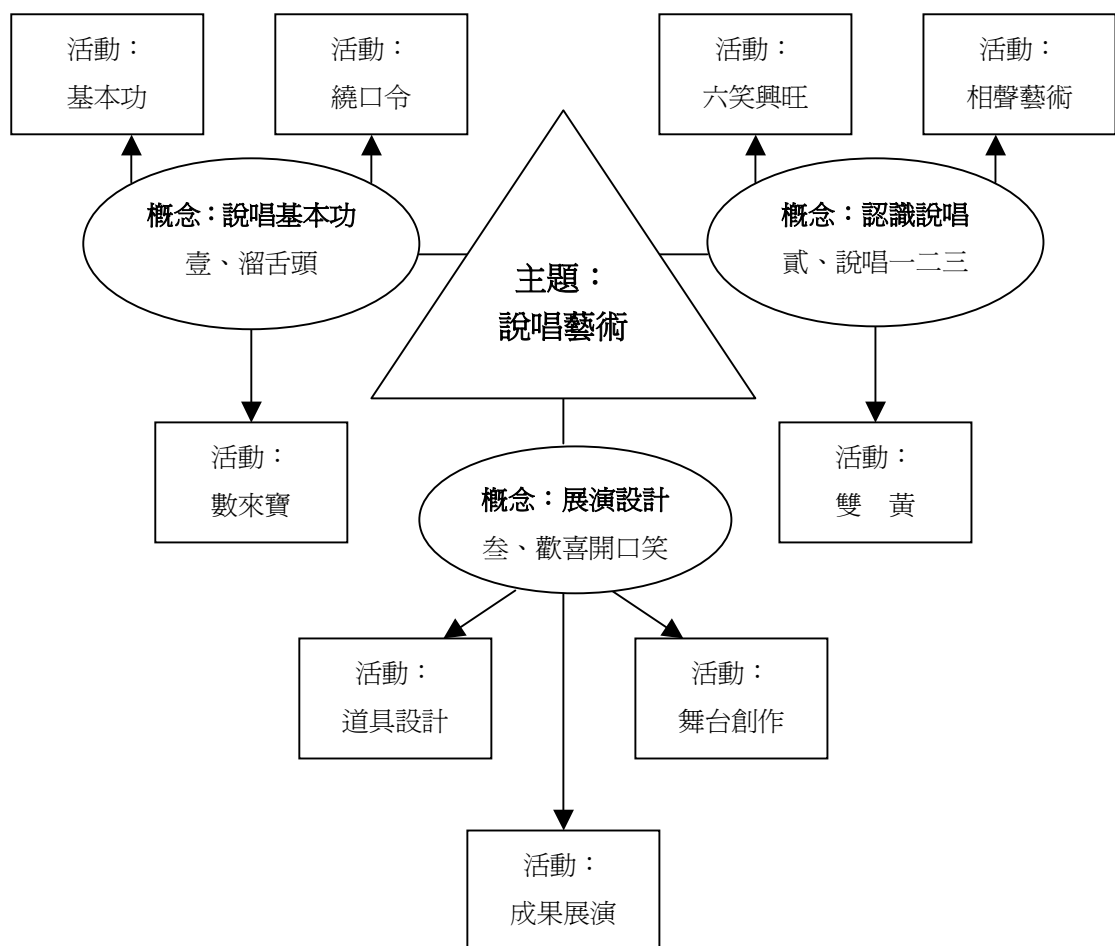 活動：
基本功
活動：
繞口令
活動：
六笑興旺
活動：
相聲藝術
概念：說唱基本功
壹、溜舌頭
主題：
說唱藝術
概念：認識說唱
貳、說唱一二三
活動：
數來寶
概念：展演設計
叁、歡喜開口笑
活動：
雙　黃
活動：
道具設計
活動：
舞台創作
活動：
成果展演